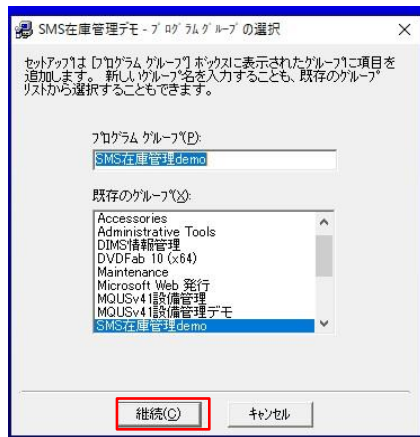 SMS在庫管理デモ - ﾌﾟﾛｸﾞﾗﾑ ｸﾞﾙｰﾌﾟの選択
ｾｯﾄｱｯﾌﾟは [ﾌﾟﾛｸﾞﾗﾑ ｸﾞﾙｰﾌﾟ] ﾎﾞｯｸｽに表示されたｸﾞﾙｰﾌﾟに項目を
追加します。 新しいｸﾞﾙｰﾌﾟ名を入力することも、既存のｸﾞﾙｰﾌﾟ
ﾘｽﾄから選択することもできます。
ﾌﾟﾛｸﾞﾗﾑ ｸﾞﾙｰﾌﾟ(P):
SMS在庫管理demo
既存のｸﾞﾙｰﾌﾟ(X):
Accessories
Administrative Tools
DIMS情報管理
DVDFab 10 (x64)
Maintenance
Microsoft Web 発行
MQUSv41設備管理
MQUSv41設備管理デモ
SMS在庫管理demo
継続(C)
ｷｬﾝｾﾙ